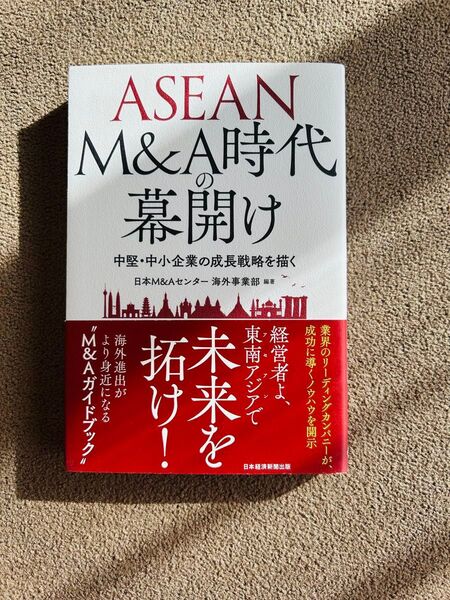 ASEAN
M&A時代
の
幕開け
中堅・中小企業の成長戦略を描く
日本M&Aセンター 海外事業部 編著
業界のリーディングカンパニーが、
成功に導くノウハウを開示
経営者よ、
東南アジアで
アセアン
未来を
拓け!
海外進出が
より身近になる
"M&Aガイドブック"
日本経済新聞出版